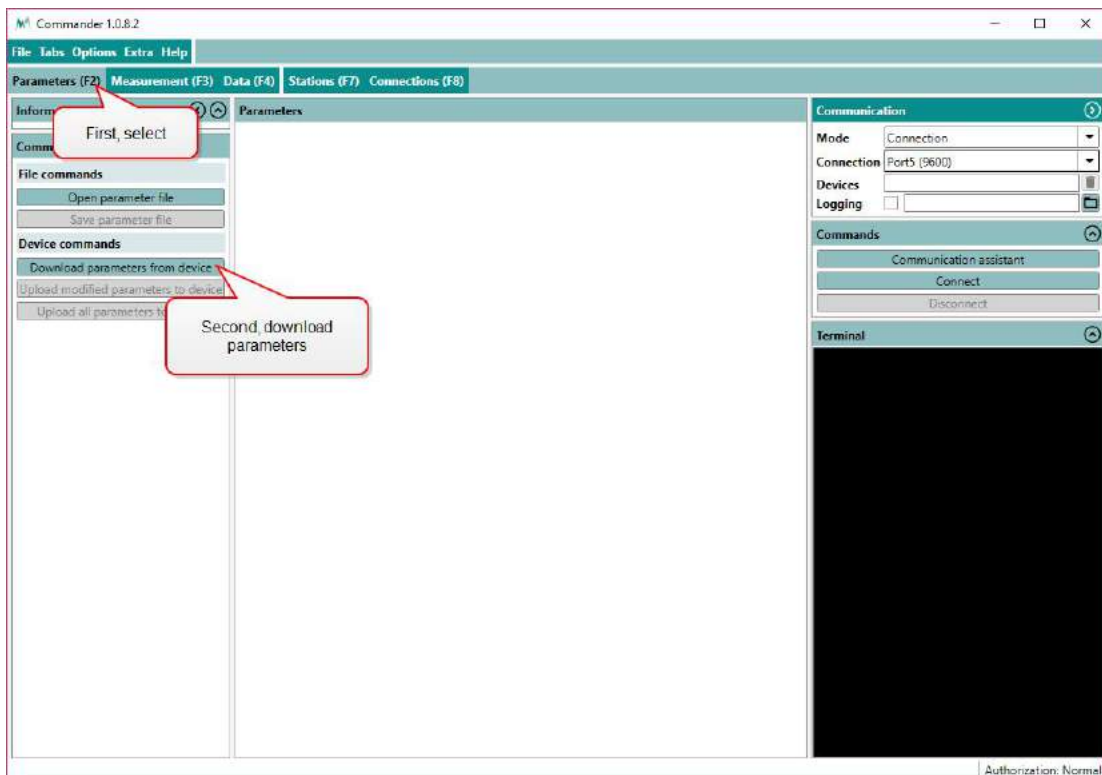 Commander 1.0.8.2
File Tabs Options Extra Help
Parameters (F2) Measurement (F3) Data (F4) Stations (F7) Connections (F8)
First, select
File commands
Open parameter file
Save parameter file
Device commands
Download parameters from device
Upload modified parameters to device
Upload all parameters
Second, download
parameters
Parameters
Communication
Mode Connection
Connection Port5 (9600)
Devices
Logging
Commands
Communication assistant
Connect
Disconnect
Terminal
Authorization: Normal